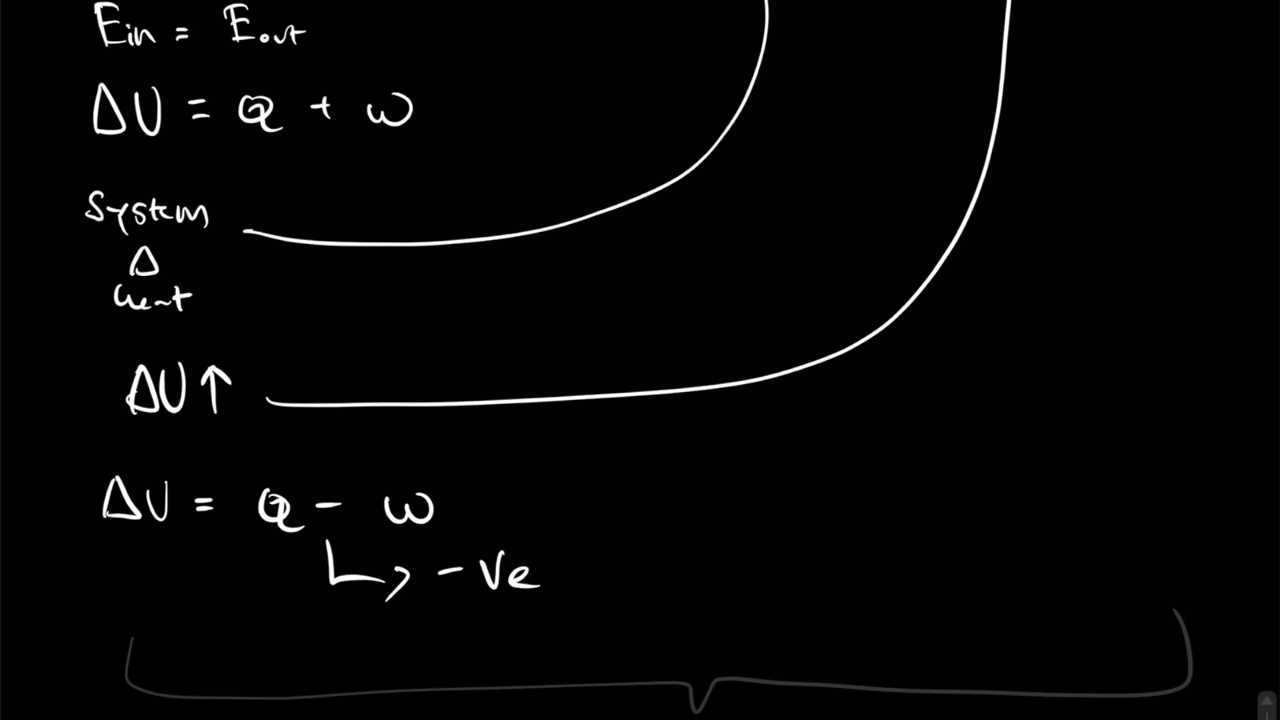 Ein = Eout
ΔU = Q + W
System
Δ
ΔU ↑
ΔU = Q - W
↳ -ve